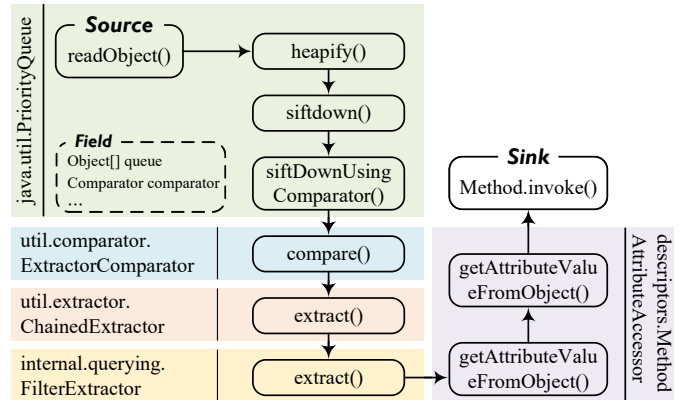 java.util.PriorityQueue
Source
readObject()
heapify()
siftdown()
Field
Object[] queue
Comparator comparator
...
siftDownUsing
Comparator()
Sink
Method.invoke()
util.comparator.
ExtractorComparator
compare()
util.extractor.
ChainedExtractor
extract()
internal.querying.
FilterExtractor
extract()
getAttributeValu
eFromObject()
getAttributeValu
eFromObject()
descriptors.Method
AttributeAccessor